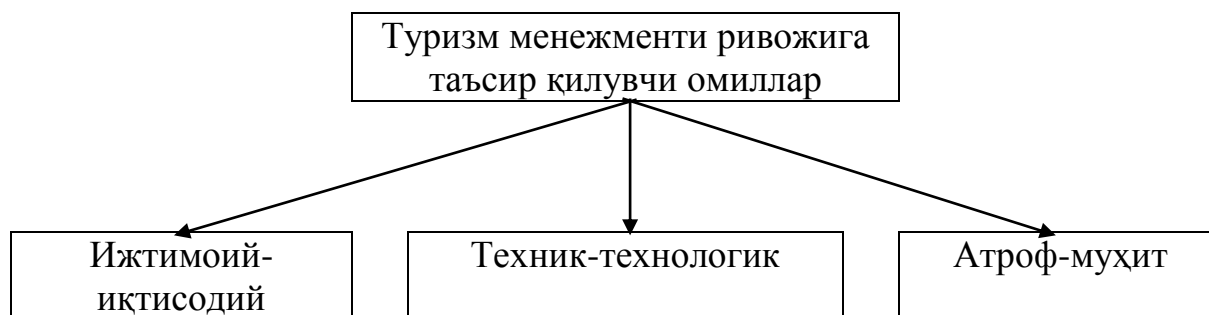 Туризм менежменти ривожига
таъсир қилувчи омиллар
Ижтимоий-
иқтисодий
Техник-технологик
Атроф-муҳит